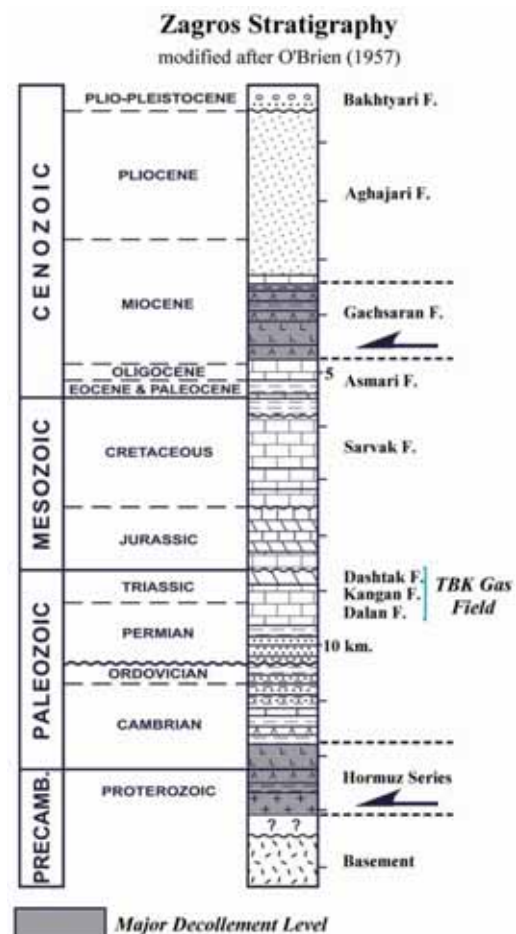 Zagros Stratigraphy
modified after O'Brien (1957)
CENOZOIC
PLIO-PLEISTOCENE
Bakhtyari F.
PLIOCENE
Aghajari F.
MIOCENE
Gachsaran F.
OLIGOCENE
5
Asmari F.
EOCENE & PALEOCENE
MESOZOIC
CRETACEOUS
Sarvak F.
JURASSIC
PALEOZOIC
TRIASSIC
Dashtak F.
Kangan F.
Dalan F.
TBK Gas
Field
PERMIAN
10 km.
ORDOVICIAN
CAMBRIAN
PRECAMB.
PROTEROZOIC
Hormuz Series
? ?
Basement
Major Decollement Level